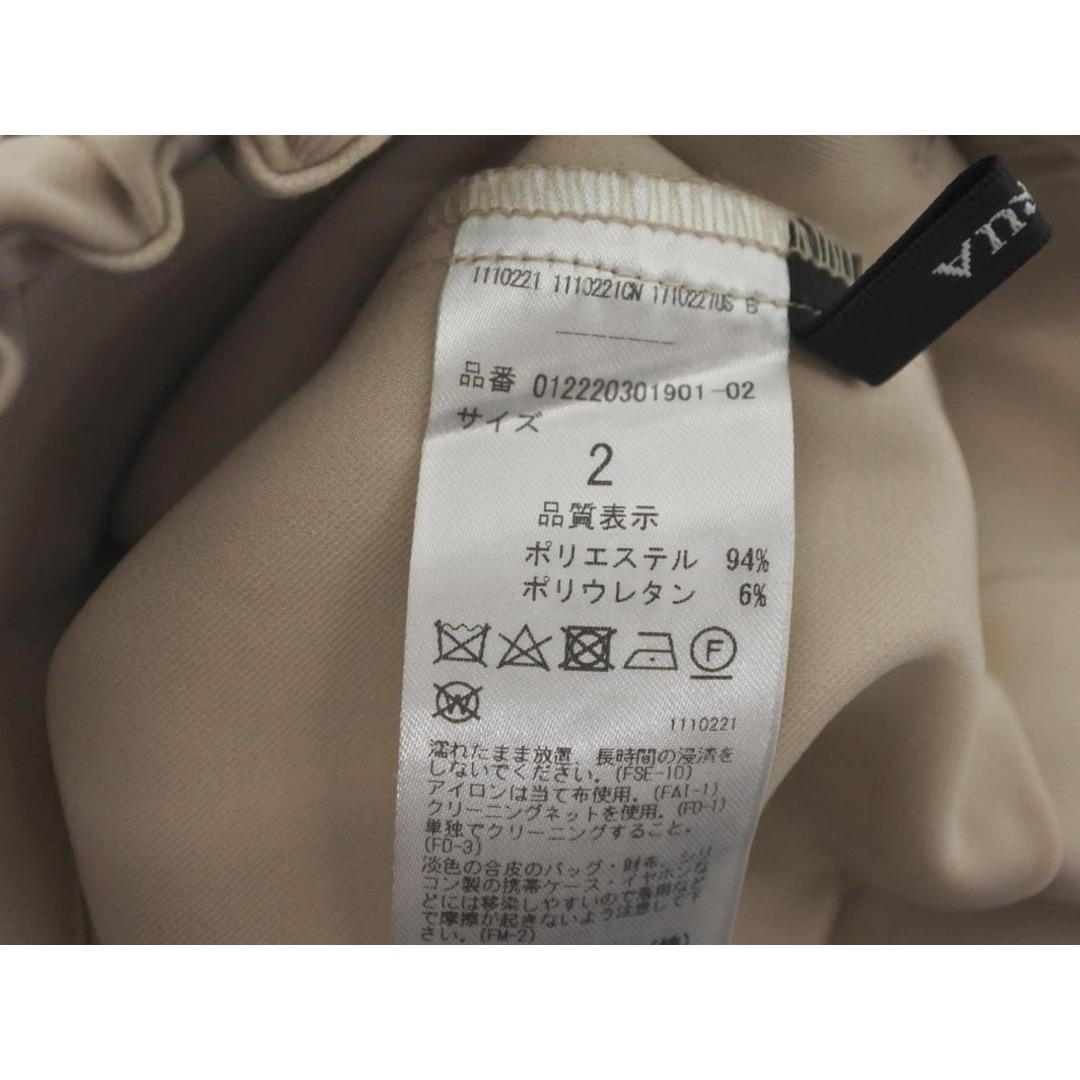 1110221 1110221CN 1110221US B
品番 012220301901-02
サイズ
2
品質表示
ポリエステル 94%
ポリウレタン 6%
F
W
1110221
濡れたまま放置、長時間の浸漬を
しないでください。(FSE-10)
アイロンは当て布使用。(FAT-1)
クリーニングネットを使用。(FD-1)
単独でクリーニングすること。
(FD-3)
淡色の合皮のバッグ・財布、シリ
コン製の携帯ケース・イヤホンな
どには移染しやすいので着用など
で摩擦が起きないよう注意して下
さい。(FM-2)